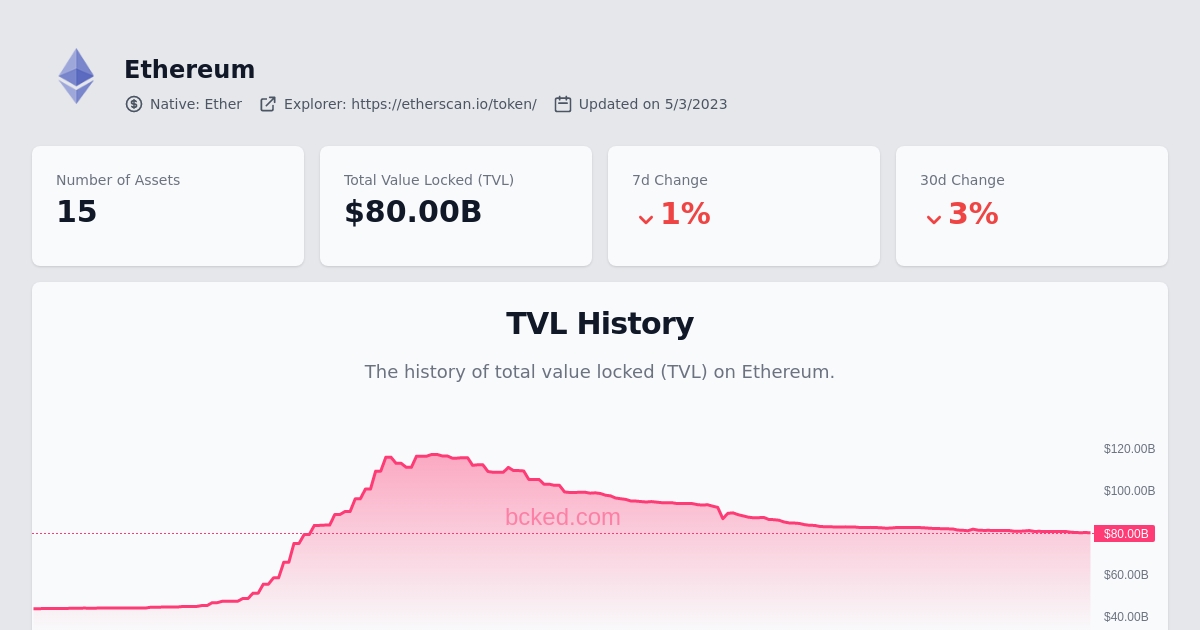 Ethereum
Native: Ether Explorer: https://etherscan.io/token/ Updated on 5/3/2023
Number of Assets
15
Total Value Locked (TVL)
$80.00B
7d Change
1%
30d Change
3%
TVL History
The history of total value locked (TVL) on Ethereum.
$120.00B
$100.00B
bcked.com
$80.00B
$60.00B
$40.00B